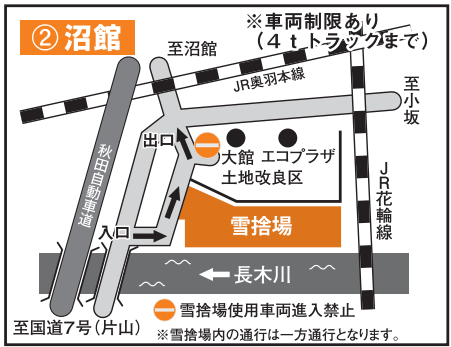 ②沼館
※車両制限あり
(4tトラックまで)
至沼館
JR奥羽本線
至小坂
出口
大館
土地改良区
エコプラザ
秋田自動車道
JR花輪線
入口
雪捨場
長木川
雪捨場使用車両進入禁止
至国道7号(片山)
※雪捨場内の通行は一方通行となります。